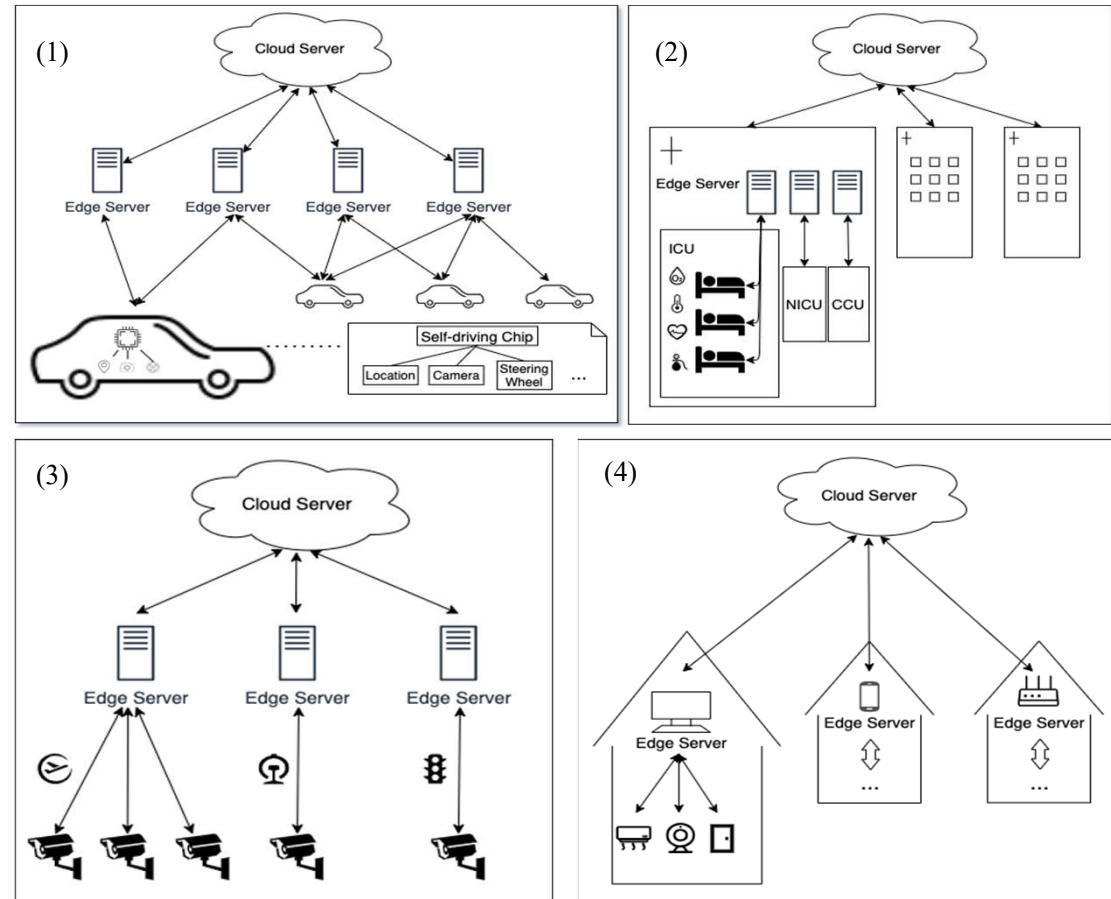 (1)
Cloud Server
Edge Server
Edge Server
Edge Server
Edge Server
Self-driving Chip
Location
Camera
Steering
Wheel
...
(2)
Cloud Server
Edge Server
ICU
O₂
NICU
CCU
(3)
Cloud Server
Edge Server
Edge Server
Edge Server
(4)
Cloud Server
Edge Server
Edge Server
...
Edge Server
...